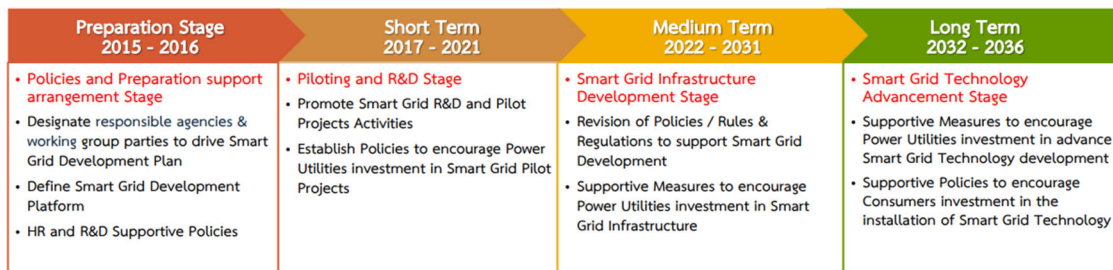 Preparation Stage
2015 - 2016
• Policies and Preparation support
arrangement Stage
• Designate responsible agencies &
working group parties to drive Smart
Grid Development Plan
• Define Smart Grid Development
Platform
• HR and R&D Supportive Policies
Short Term
2017 - 2021
• Piloting and R&D Stage
• Promote Smart Grid R&D and Pilot
Projects Activities
• Establish Policies to encourage Power
Utilities investment in Smart Grid Pilot
Projects
Medium Term
2022 - 2031
• Smart Grid Infrastructure
Development Stage
• Revision of Policies / Rules &
Regulations to support Smart Grid
Development
• Supportive Measures to encourage
Power Utilities investment in Smart
Grid Infrastructure
Long Term
2032 - 2036
• Smart Grid Technology
Advancement Stage
• Supportive Measures to encourage
Power Utilities investment in advance
Smart Grid Technology development
• Supportive Policies to encourage
Consumers investment in the
installation of Smart Grid Technology